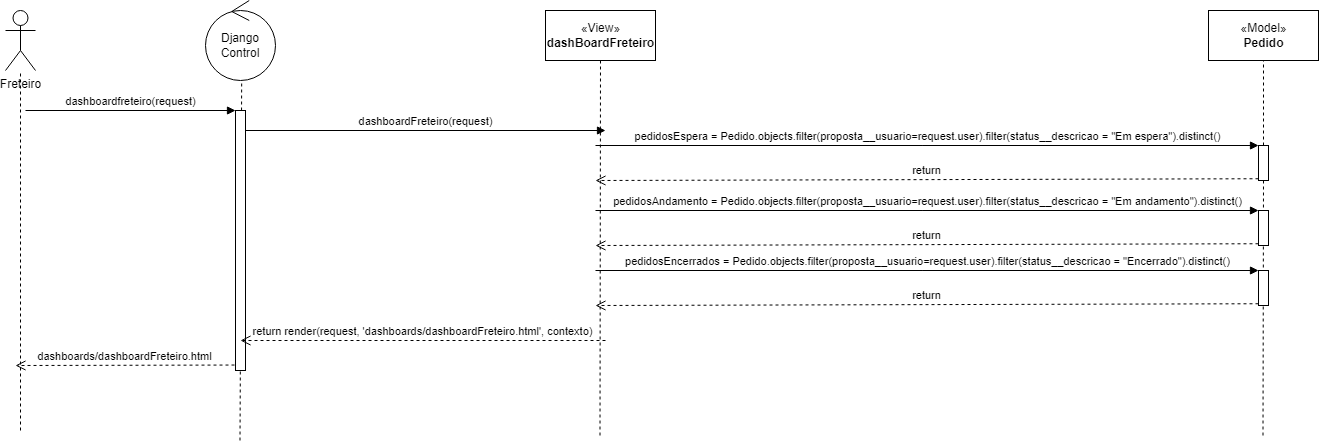 Freteiro
Django
Control
«View»
dashBoardFreteiro
«Model»
Pedido
dashboardfreteiro(request)
dashboardFreteiro(request)
pedidosEspera = Pedido.objects.filter(proposta__usuario=request.user).filter(status__descricao = "Em espera").distinct()
return
pedidosAndamento = Pedido.objects.filter(proposta__usuario=request.user).filter(status__descricao = "Em andamento").distinct()
return
pedidosEncerrados = Pedido.objects.filter(proposta__usuario=request.user).filter(status__descricao = "Encerrado").distinct()
return
return render(request, 'dashboards/dashboardFreteiro.html', contexto)
dashboards/dashboardFreteiro.html